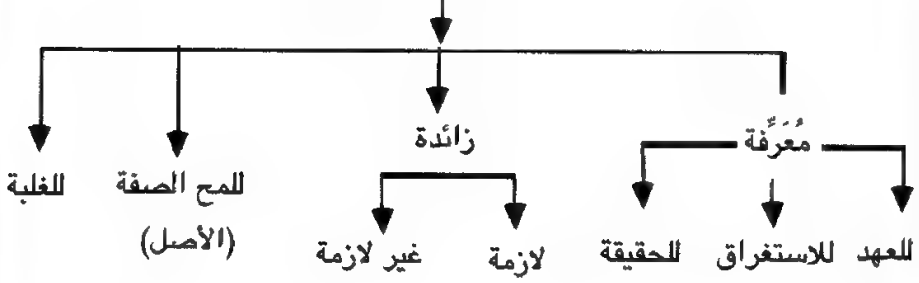 مُعَرِّفة
زائدة
للمح الصفة
للغلبة
(الأصل)
للعهد
للاستغراق
للحقيقة
لازمة
غير لازمة